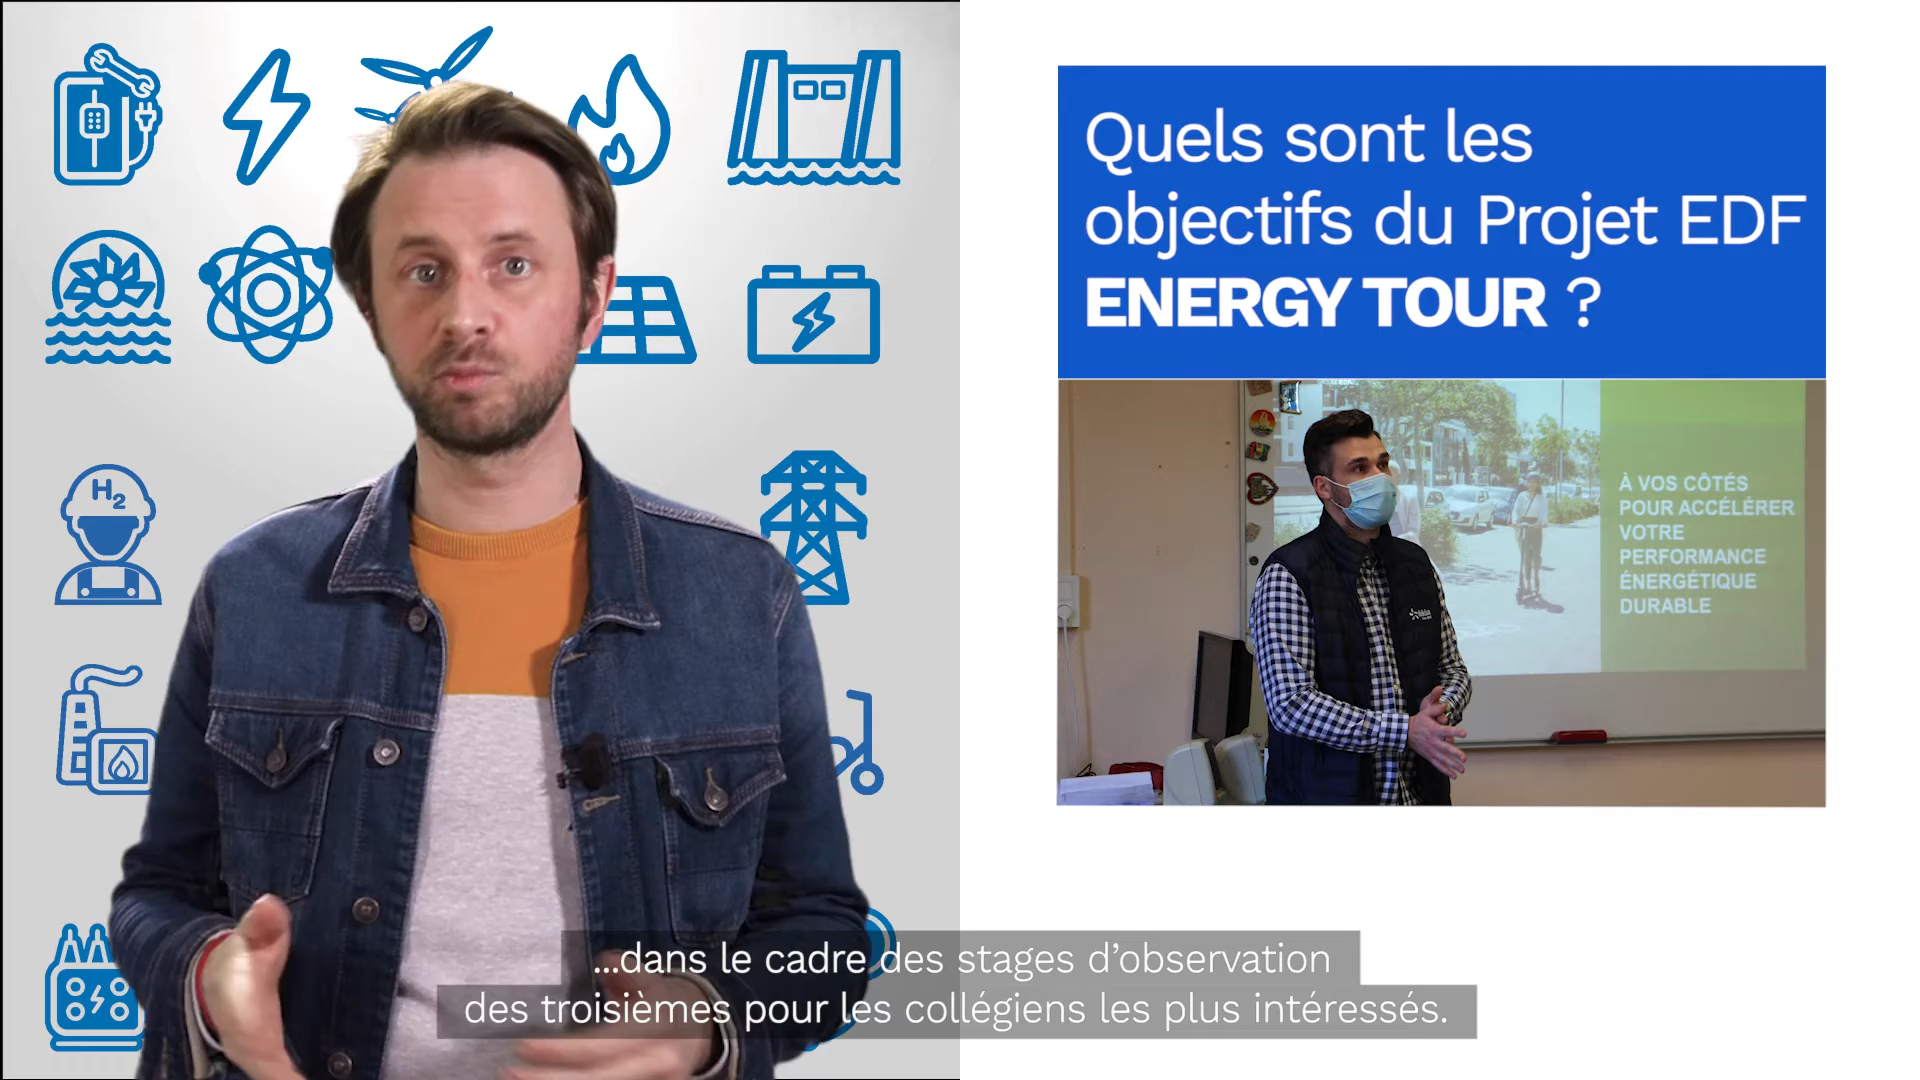 Quels sont les
objectifs du Projet EDF
ENERGY TOUR ?
H2
À VOS CÔTÉS
POUR ACCÉLÉRER
VOTRE
PERFORMANCE
ÉNERGÉTIQUE
DURABLE
...dans le cadre des stages d’observation
des troisièmes pour les collégiens les plus intéressés.